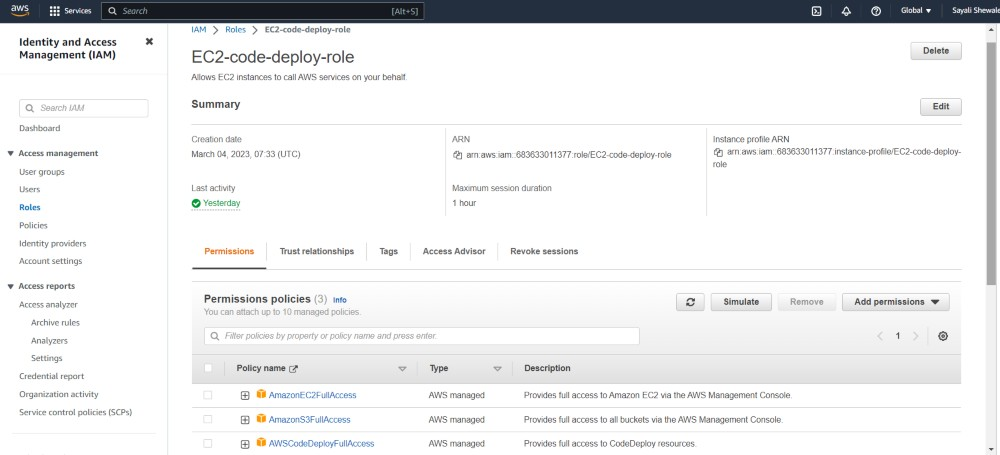 aws Services Search [Alt+S] Global ▼ Sayali Shewale
Identity and Access Management (IAM)
Search IAM
Dashboard
Access management
User groups
Users
Roles
Policies
Identity providers
Account settings
Access reports
Access analyzer
Archive rules
Analyzers
Settings
Credential report
Organization activity
Service control policies (SCPs)
IAM > Roles > EC2-code-deploy-role
EC2-code-deploy-role
Delete
Allows EC2 instances to call AWS services on your behalf.
Summary
Edit
Creation date
March 04, 2023, 07:33 (UTC)
Last activity
Yesterday
ARN
arn:aws:iam::683633011377:role/EC2-code-deploy-role
Maximum session duration
1 hour
Instance profile ARN
arn:aws:iam::683633011377:instance-profile/EC2-code-deploy-
role
Permissions Trust relationships Tags Access Advisor Revoke sessions
Permissions policies (3) Info
You can attach up to 10 managed policies.
Simulate Remove Add permissions ▼
Filter policies by property or policy name and press enter.
< 1 >
Policy name Type Description
AmazonEC2FullAccess AWS managed Provides full access to Amazon EC2 via the AWS Management Console.
AmazonS3FullAccess AWS managed Provides full access to all buckets via the AWS Management Console.
AWSCodeDeployFullAccess AWS managed Provides full access to CodeDeploy resources.